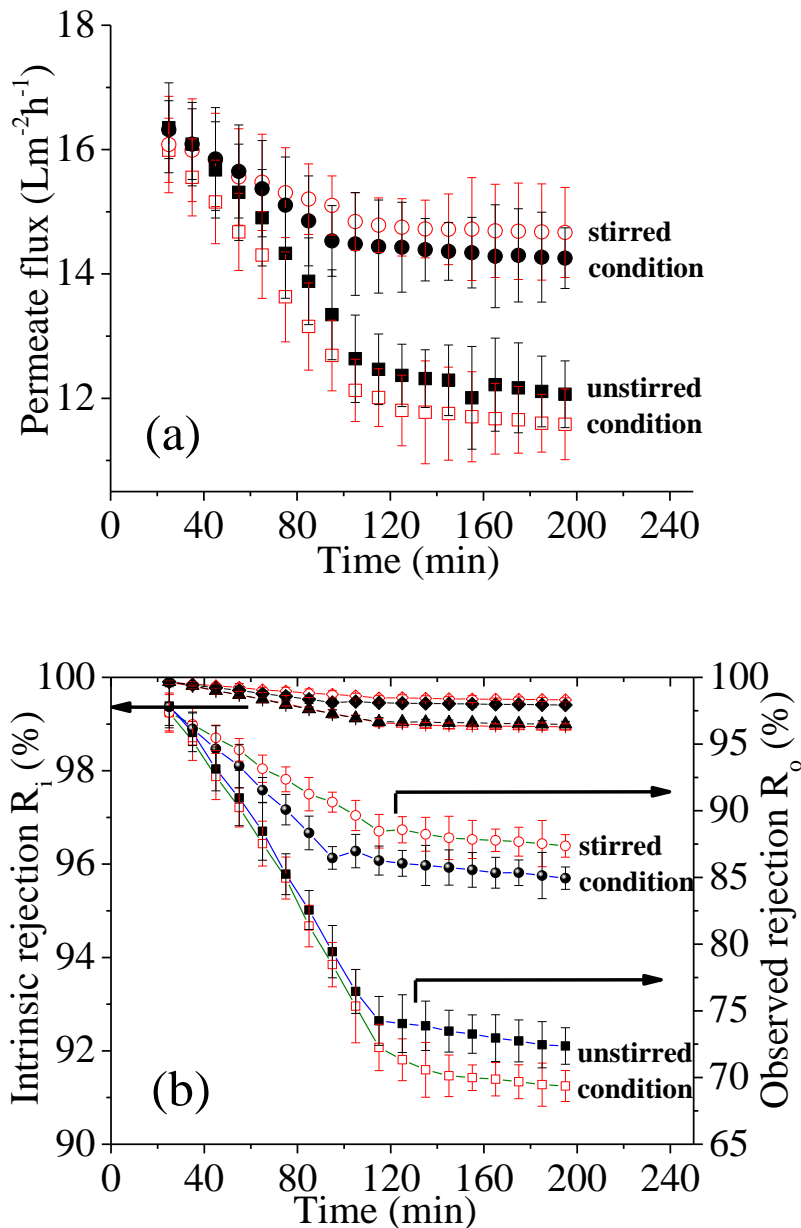 18
16
14
12
Permeate flux (Lm⁻²h⁻¹)
stirred
condition
unstirred
condition
(a)
0 40 80 120 160 200 240
Time (min)
100
98
96
94
92
90
Intrinsic rejection Rᵢ (%)
100
95
90
85
80
75
70
65
Observed rejection Rₒ (%)
stirred
condition
unstirred
condition
(b)
0 40 80 120 160 200 240
Time (min)